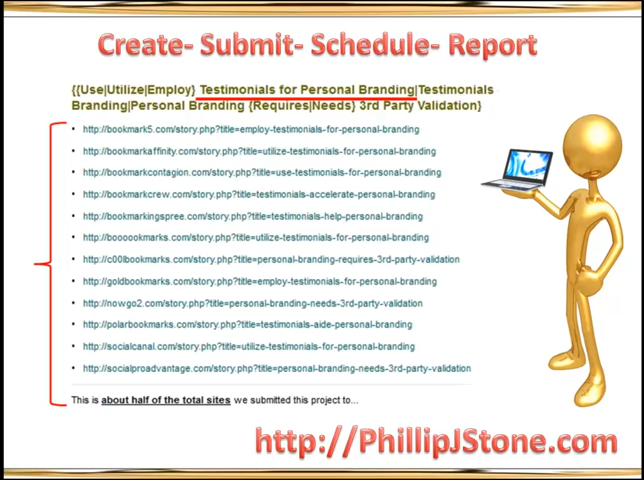 Create- Submit- Schedule- Report
{{Use|Utilize|Employ} Testimonials for Personal Branding|Testimonials
Branding|Personal Branding {Requires|Needs} 3rd Party Validation}
• http://bookmark5.com/story.php?title=employ-testimonials-for-personal-branding
• http://bookmarkaffinity.com/story.php?title=utilize-testimonials-for-personal-branding
• http://bookmarkcontagion.com/story.php?title=use-testimonials-for-personal-branding
• http://bookmarkcrew.com/story.php?title=testimonials-accelerate-personal-branding
• http://bookmarkingspree.com/story.php?title=testimonials-help-personal-branding
• http://boooobookmarks.com/story.php?title=utilize-testimonials-for-personal-branding
• http://c00lbookmarks.com/story.php?title=personal-branding-requires-3rd-party-validation
• http://goldbookmarks.com/story.php?title=employ-testimonials-for-personal-branding
• http://nowgo2.com/story.php?title=personal-branding-needs-3rd-party-validation
• http://polarbookmarks.com/story.php?title=testimonials-aide-personal-branding
• http://socialcanal.com/story.php?title=utilize-testimonials-for-personal-branding
• http://socialproadvantage.com/story.php?title=personal-branding-needs-3rd-party-validation
This is about half of the total sites we submitted this project to...
http://PhillipJStone.com